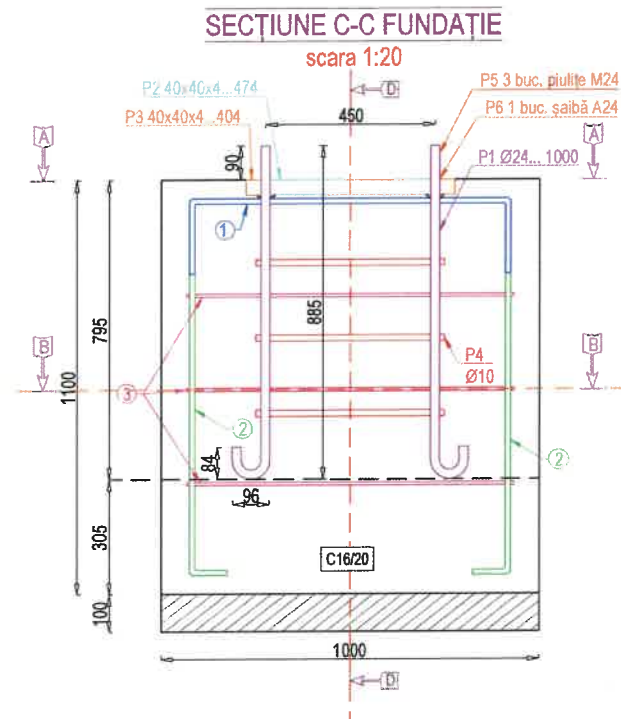 SECȚIUNE C-C FUNDAȚIE
scara 1:20
P2 40x40x4...474
D
P5 3 buc. piulițe M24
P3 40x40x4...404
450
P6 1 buc. șaibă A24
A
A
90
P1 Ø24... 1000
1
885
795
P4
Ø10
B
B
1100
3
2
2
84
96
305
C16/20
100
1000
D